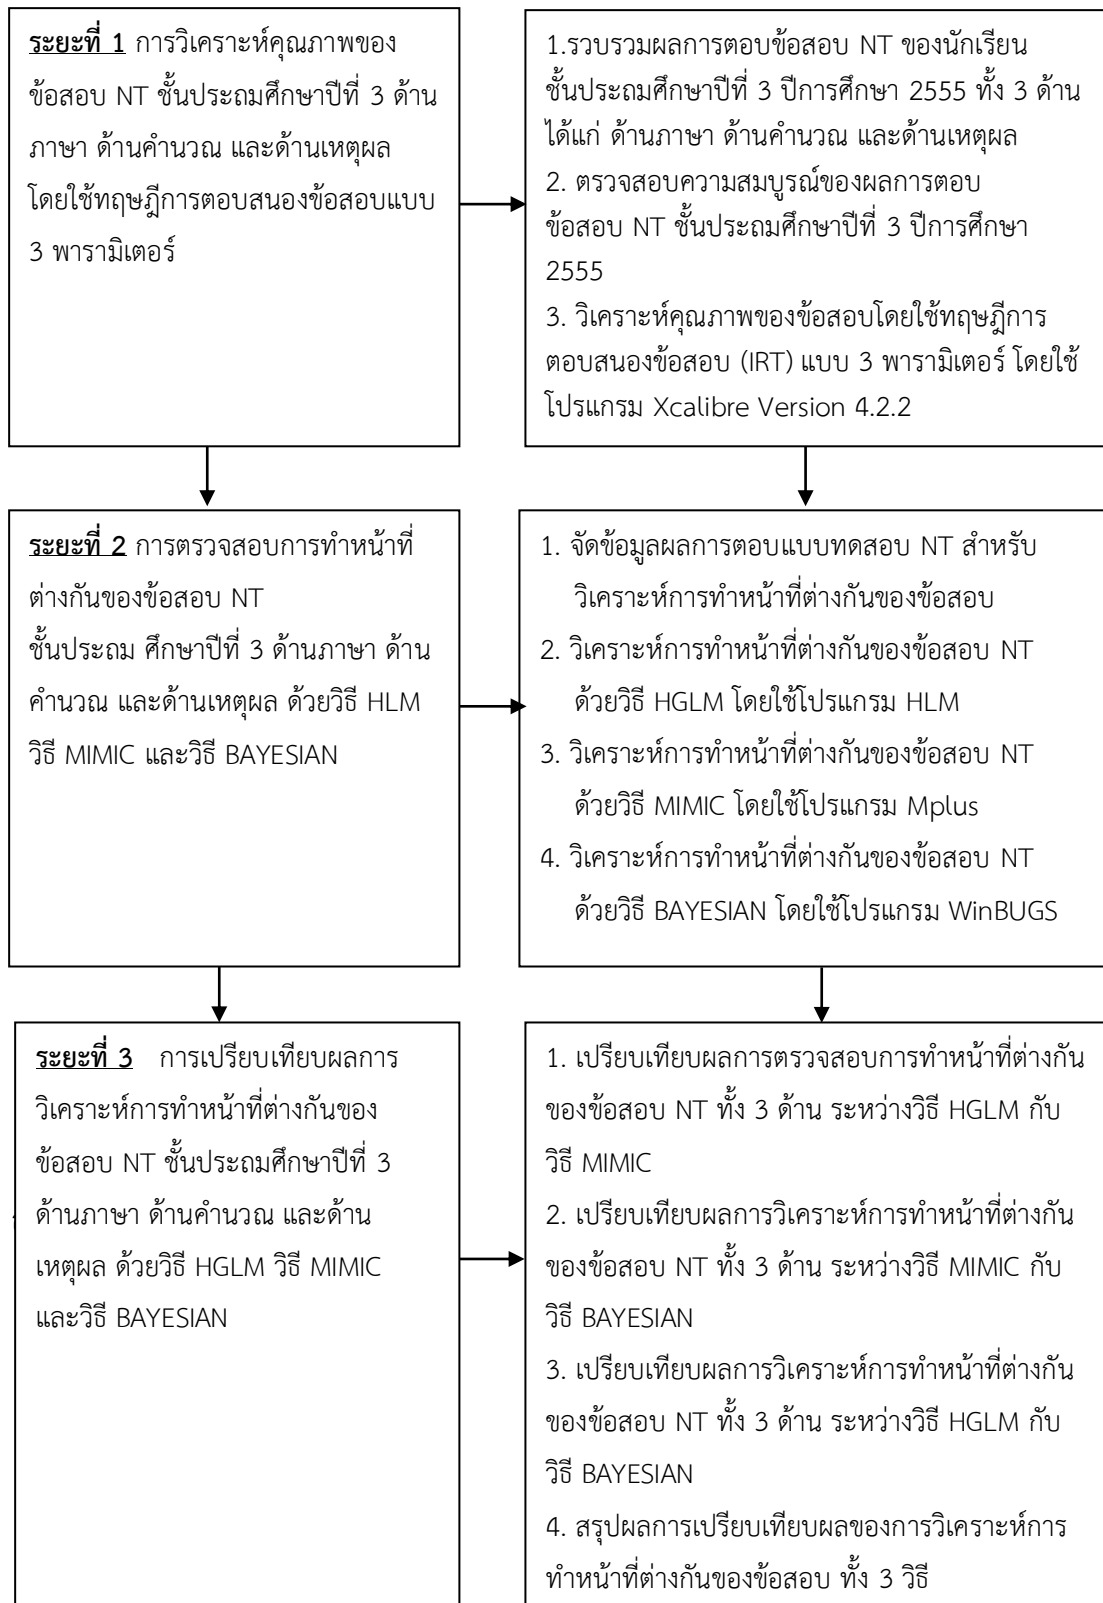 ระยะที่ 1 การวิเคราะห์คุณภาพของ
ข้อสอบ NT ชั้นประถมศึกษาปีที่ 3 ด้าน
ภาษา ด้านคำนวณ และด้านเหตุผล
โดยใช้ทฤษฎีการตอบสนองข้อสอบแบบ
3 พารามิเตอร์
1.รวบรวมผลการตอบข้อสอบ NT ของนักเรียน
ชั้นประถมศึกษาปีที่ 3 ปีการศึกษา 2555 ทั้ง 3 ด้าน
ได้แก่ ด้านภาษา ด้านคำนวณ และด้านเหตุผล
2. ตรวจสอบความสมบูรณ์ของผลการตอบ
ข้อสอบ NT ชั้นประถมศึกษาปีที่ 3 ปีการศึกษา
2555
3. วิเคราะห์คุณภาพของข้อสอบโดยใช้ทฤษฎีการ
ตอบสนองข้อสอบ (IRT) แบบ 3 พารามิเตอร์ โดยใช้
โปรแกรม Xcalibre Version 4.2.2
ระยะที่ 2 การตรวจสอบการทำหน้าที่
ต่างกันของข้อสอบ NT
ชั้นประถม ศึกษาปีที่ 3 ด้านภาษา ด้าน
คำนวณ และด้านเหตุผล ด้วยวิธี HLM
วิธี MIMIC และวิธี BAYESIAN
1. จัดข้อมูลผลการตอบแบบทดสอบ NT สำหรับ
วิเคราะห์การทำหน้าที่ต่างกันของข้อสอบ
2. วิเคราะห์การทำหน้าที่ต่างกันของข้อสอบ NT
ด้วยวิธี HGLM โดยใช้โปรแกรม HLM
3. วิเคราะห์การทำหน้าที่ต่างกันของข้อสอบ NT
ด้วยวิธี MIMIC โดยใช้โปรแกรม Mplus
4. วิเคราะห์การทำหน้าที่ต่างกันของข้อสอบ NT
ด้วยวิธี BAYESIAN โดยใช้โปรแกรม WinBUGS
ระยะที่ 3 การเปรียบเทียบผลการ
วิเคราะห์การทำหน้าที่ต่างกันของ
ข้อสอบ NT ชั้นประถมศึกษาปีที่ 3
ด้านภาษา ด้านคำนวณ และด้าน
เหตุผล ด้วยวิธี HGLM วิธี MIMIC
และวิธี BAYESIAN
1. เปรียบเทียบผลการตรวจสอบการทำหน้าที่ต่างกัน
ของข้อสอบ NT ทั้ง 3 ด้าน ระหว่างวิธี HGLM กับ
วิธี MIMIC
2. เปรียบเทียบผลการวิเคราะห์การทำหน้าที่ต่างกัน
ของข้อสอบ NT ทั้ง 3 ด้าน ระหว่างวิธี MIMIC กับ
วิธี BAYESIAN
3. เปรียบเทียบผลการวิเคราะห์การทำหน้าที่ต่างกัน
ของข้อสอบ NT ทั้ง 3 ด้าน ระหว่างวิธี HGLM กับ
วิธี BAYESIAN
4. สรุปผลการเปรียบเทียบผลของการวิเคราะห์การ
ทำหน้าที่ต่างกันของข้อสอบ ทั้ง 3 วิธี